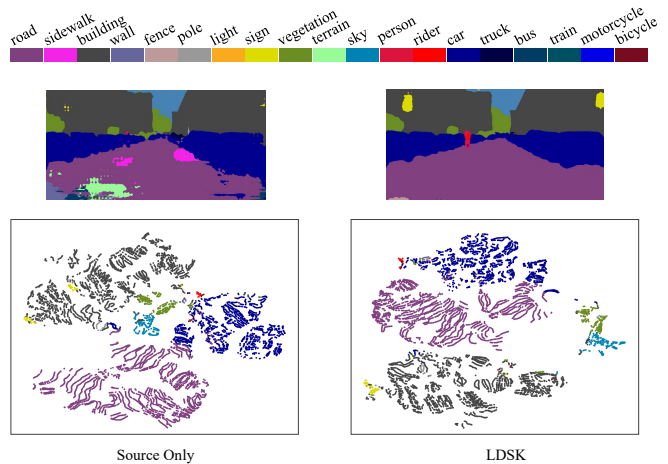 road sidewalk building wall fence pole light sign vegetation terrain sky person rider car truck bus train motorcycle bicycle
Source Only LDSK